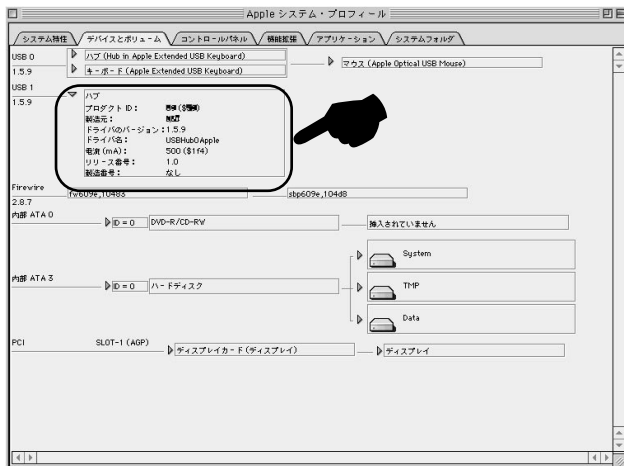 Apple システム・プロフィール
システム特性 デバイスとボリューム コントロールパネル 機能拡張 アプリケーション システムフォルダ
USB 0
1.5.9
ハブ (Hub in Apple Extended USB Keyboard)
マウス (Apple Optical USB Mouse)
キーボード (Apple Extended USB Keyboard)
USB 1
1.5.9
ハブ
プロダクト ID：
製造元：
ドライバのバージョン：1.5.9
ドライバ名： USBHub0Apple
電流 (mA)： 500 ($1f4)
リリース番号： 1.0
製造番号： なし
Firewire
2.8.7
fw609e,10483
sbp609e,104d8
内部 ATA 0
ID = 0 DVD-R/CD-RW
挿入されていません
内部 ATA 3
ID = 0 ハードディスク
System
TMP
Data
PCI SLOT-1 (AGP)
ディスプレイカード (ディスプレイ)
ディスプレイ